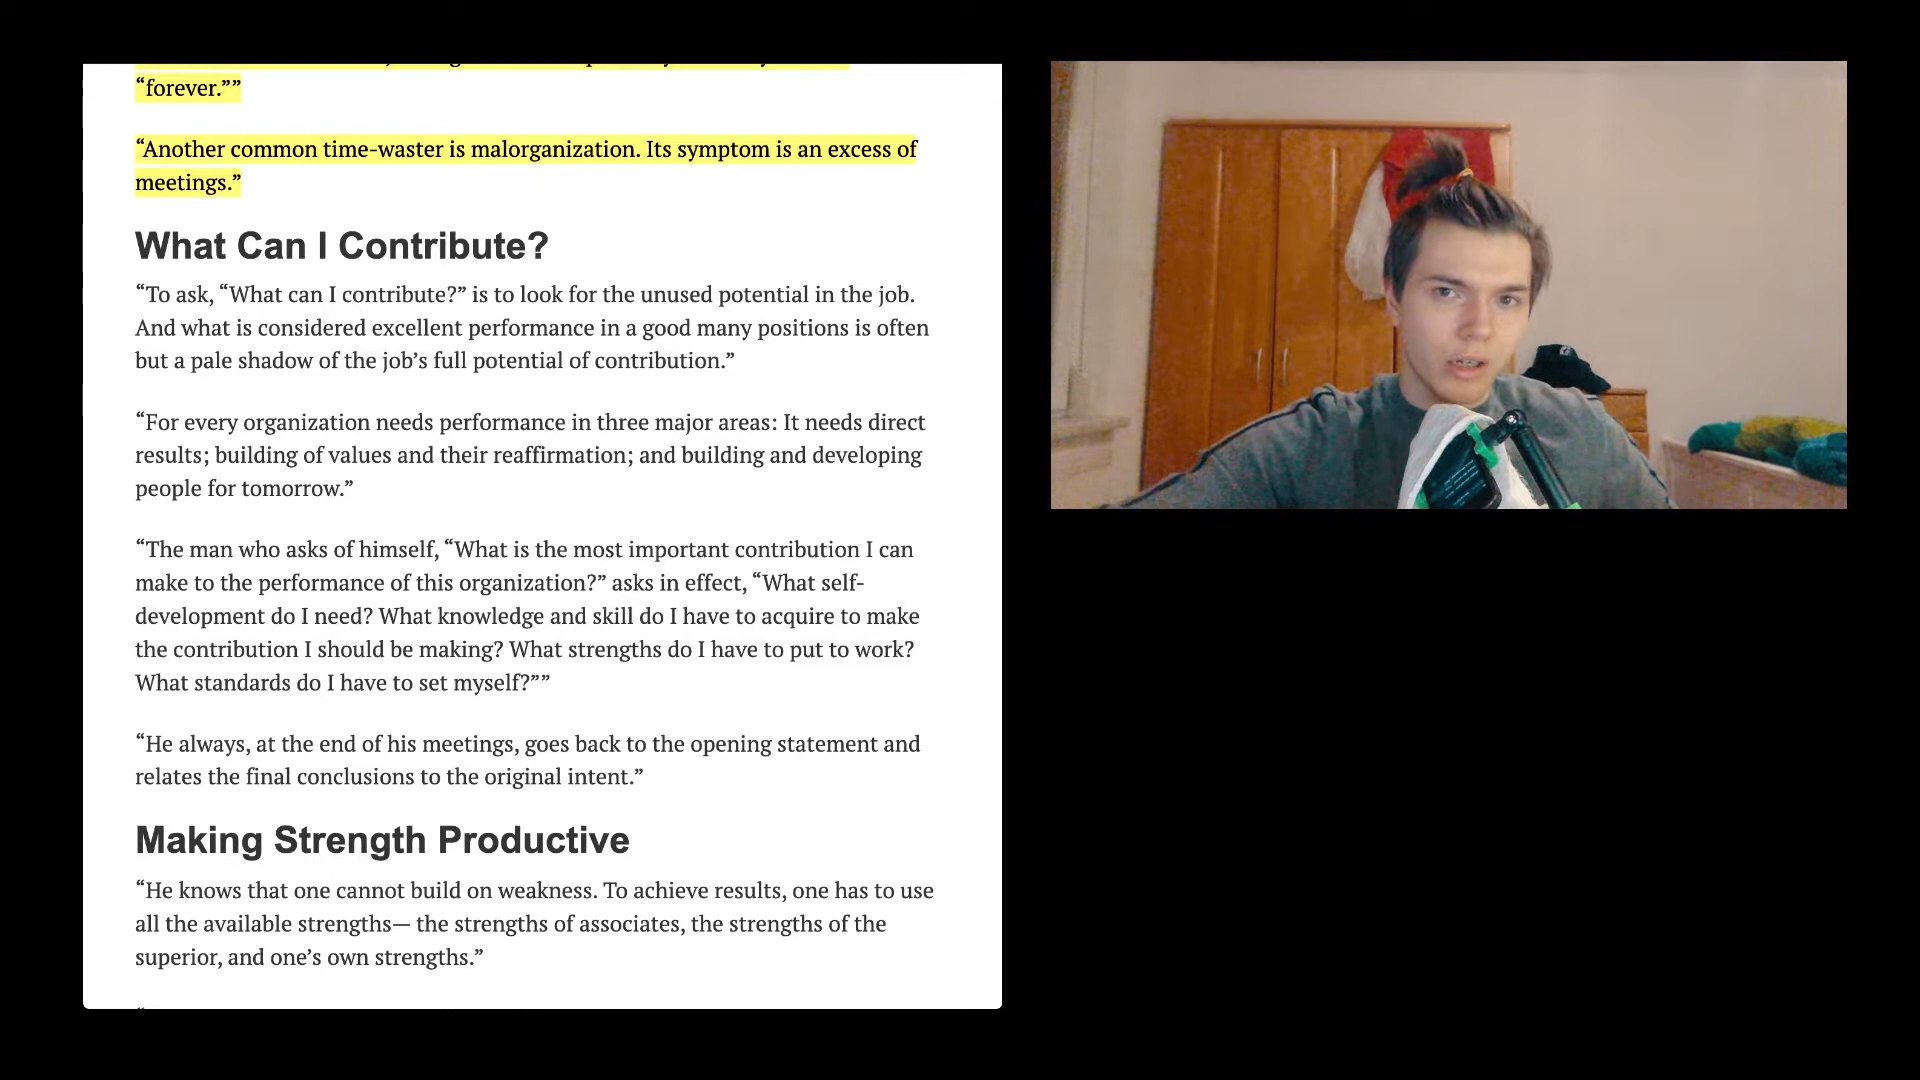 “forever.””
“Another common time-waster is malorganization. Its symptom is an excess of
meetings.”
What Can I Contribute?
“To ask, “What can I contribute?” is to look for the unused potential in the job.
And what is considered excellent performance in a good many positions is often
but a pale shadow of the job’s full potential of contribution.”
“For every organization needs performance in three major areas: It needs direct
results; building of values and their reaffirmation; and building and developing
people for tomorrow.”
“The man who asks of himself, “What is the most important contribution I can
make to the performance of this organization?” asks in effect, “What self-
development do I need? What knowledge and skill do I have to acquire to make
the contribution I should be making? What strengths do I have to put to work?
What standards do I have to set myself?””
“He always, at the end of his meetings, goes back to the opening statement and
relates the final conclusions to the original intent.”
Making Strength Productive
“He knows that one cannot build on weakness. To achieve results, one has to use
all the available strengths— the strengths of associates, the strengths of the
superior, and one’s own strengths.”